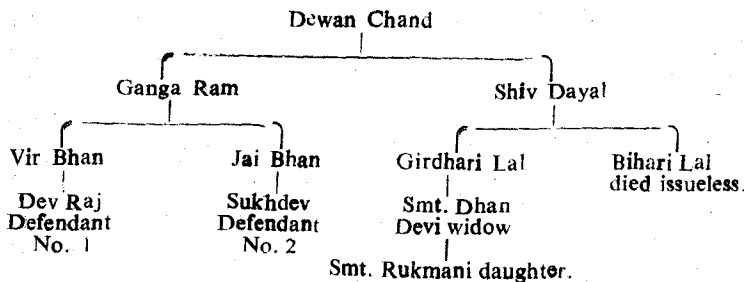 Dewan Chand
Ganga Ram Shiv Dayal
Vir Bhan Jai Bhan Girdhari Lal Bihari Lal
died issueless.
Dev Raj Sukhdev Smt. Dhan
Defendant Defendant Devi widow
No. 1 No. 2
Smt. Rukmani daughter.